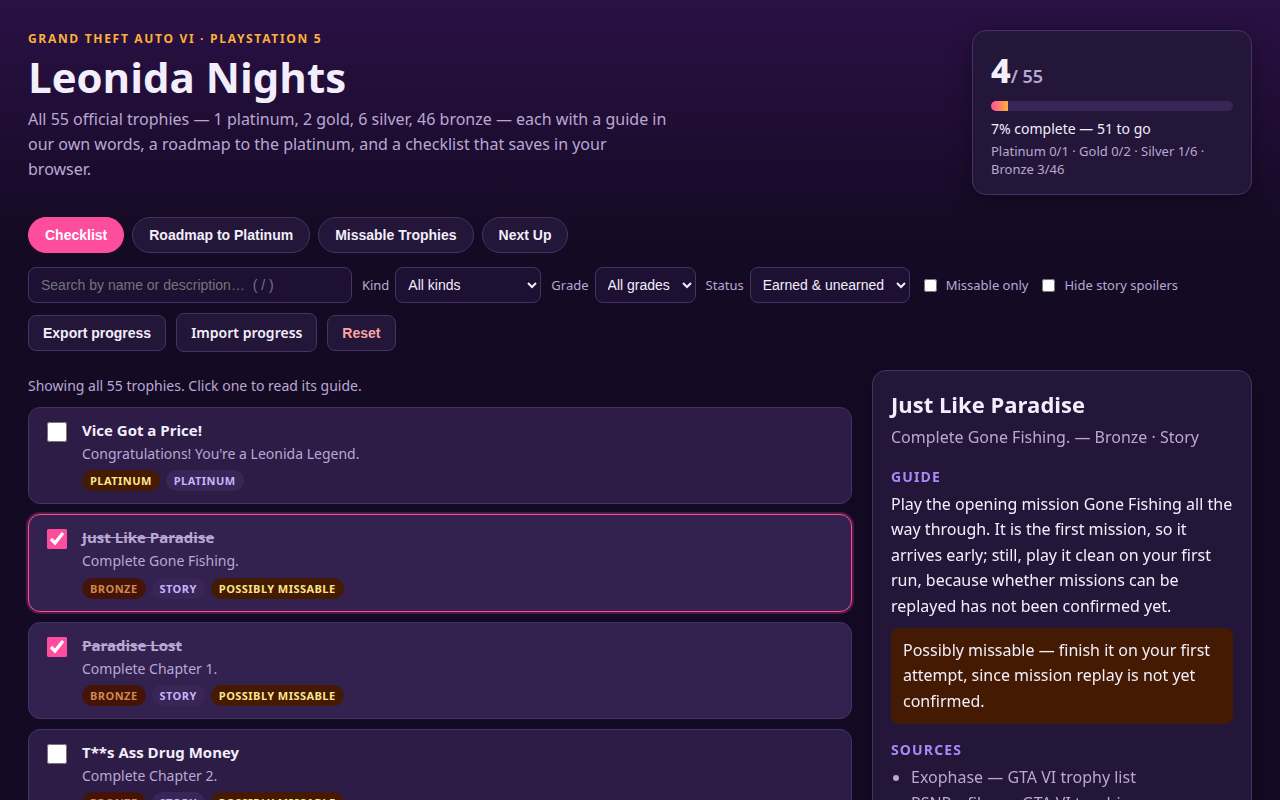 GRAND THEFT AUTO VI · PLAYSTATION 5
Leonida Nights
All 55 official trophies — 1 platinum, 2 gold, 6 silver, 46 bronze — each with a guide in
our own words, a roadmap to the platinum, and a checklist that saves in your
browser.
4 / 55
7% complete — 51 to go
Platinum 0/1 · Gold 0/2 · Silver 1/6 ·
Bronze 3/46
Checklist
Roadmap to Platinum
Missable Trophies
Next Up
Search by name or description… ( / )
Kind
All kinds
Grade
All grades
Status
Earned & unearned
Missable only
Hide story spoilers
Export progress
Import progress
Reset
Showing all 55 trophies. Click one to read its guide.
Vice Got a Price!
Congratulations! You're a Leonida Legend.
PLATINUM
PLATINUM
Just Like Paradise
Complete Gone Fishing.
BRONZE
STORY
POSSIBLY MISSABLE
Paradise Lost
Complete Chapter 1.
BRONZE
STORY
POSSIBLY MISSABLE
T**s Ass Drug Money
Complete Chapter 2.
BRONZE
STORY
POSSIBLY MISSABLE
Just Like Paradise
Complete Gone Fishing. — Bronze · Story
GUIDE
Play the opening mission Gone Fishing all the
way through. It is the first mission, so it
arrives early; still, play it clean on your first
run, because whether missions can be
replayed has not been confirmed yet.
Possibly missable — finish it on your first
attempt, since mission replay is not yet
confirmed.
SOURCES
Exophase — GTA VI trophy list